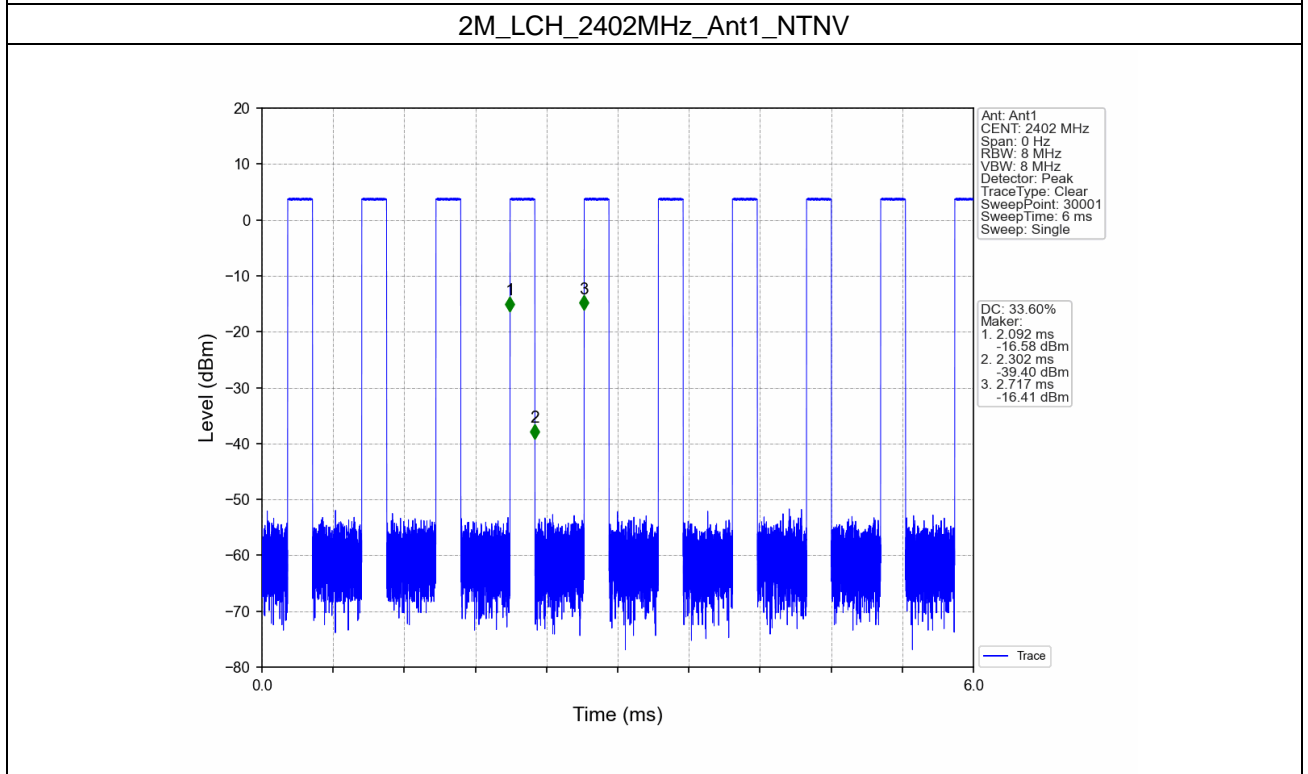 2M_LCH_2402MHz_Ant1_NTNV
20
10
0
−10
−20
−30
−40
−50
−60
−70
−80
Level (dBm)
0.0
6.0
Time (ms)
1
2
3
Ant: Ant1
CENT: 2402 MHz
Span: 0 Hz
RBW: 8 MHz
VBW: 8 MHz
Detector: Peak
TraceType: Clear
SweepPoint: 30001
SweepTime: 6 ms
Sweep: Single
DC: 33.60%
Maker:
1. 2.092 ms
-16.58 dBm
2. 2.302 ms
-39.40 dBm
3. 2.717 ms
-16.41 dBm
Trace